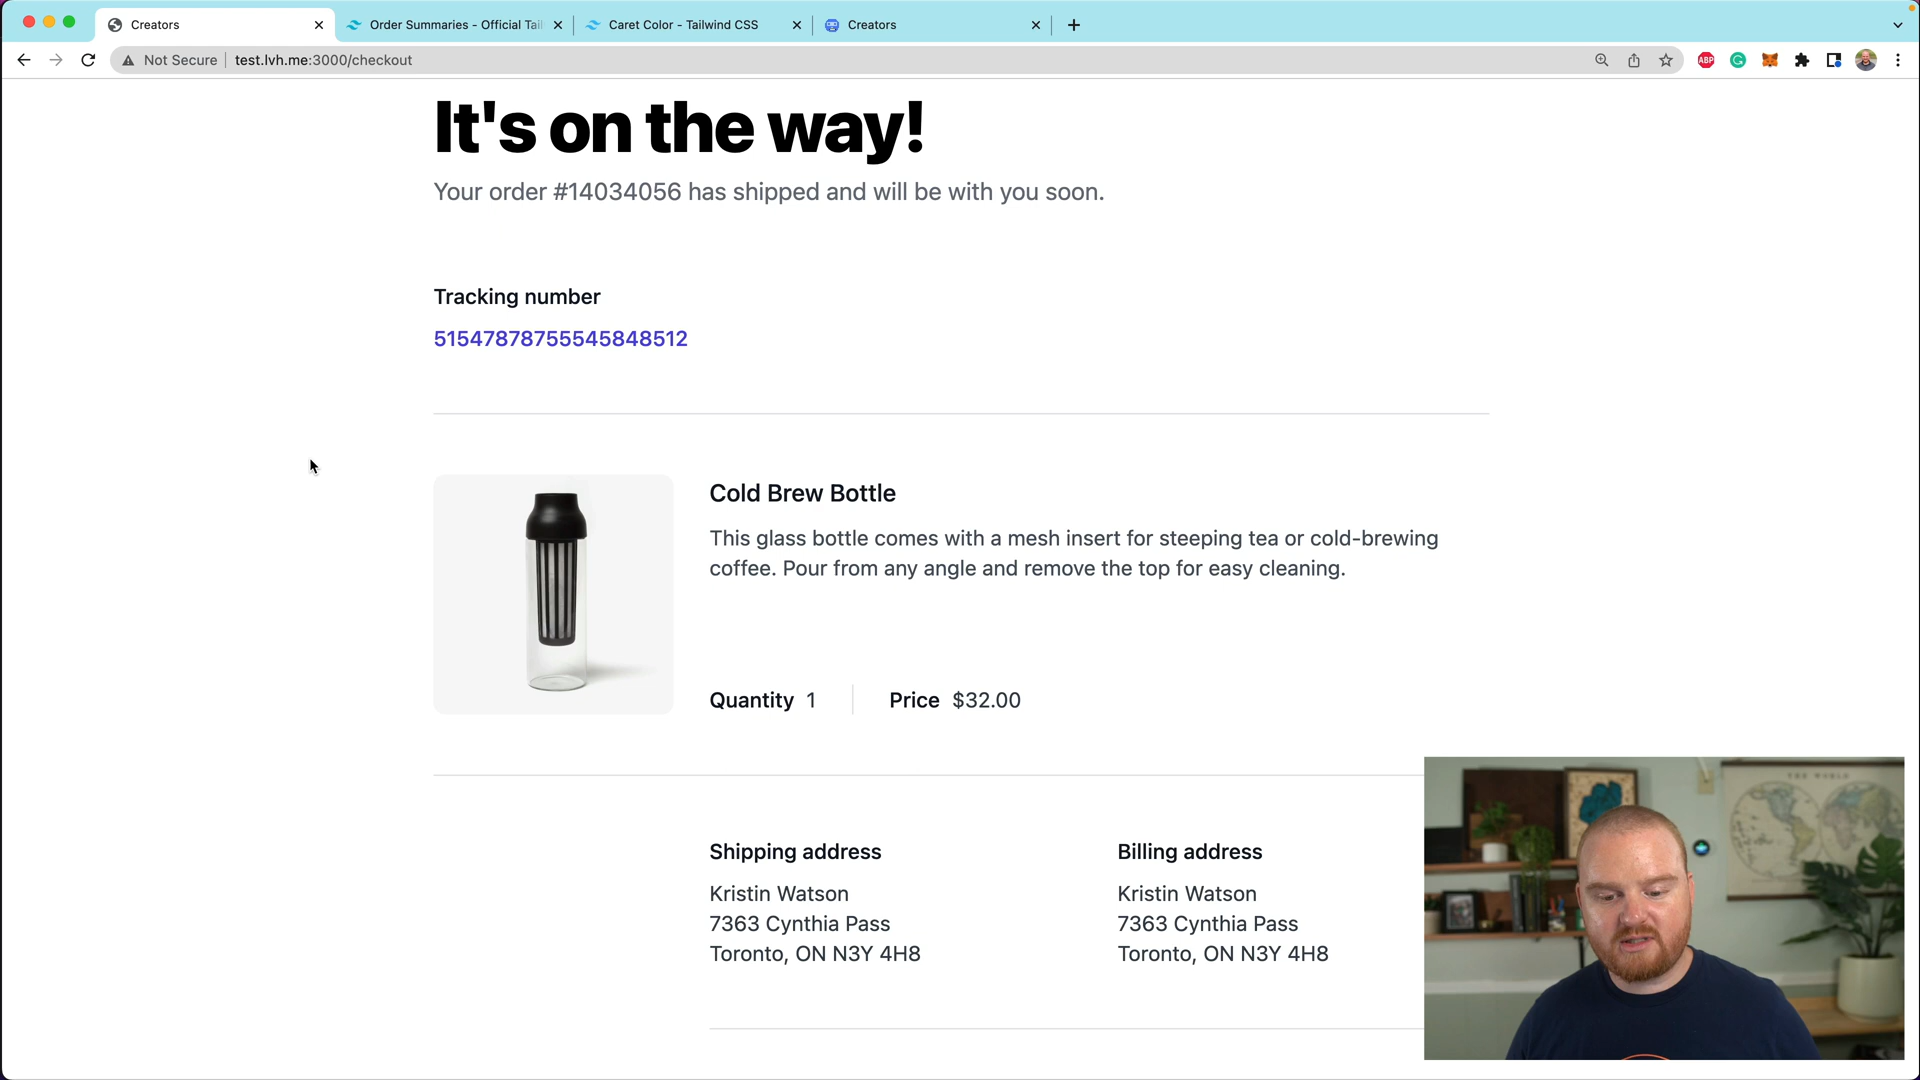 Creators
Order Summaries - Official Tail
Caret Color - Tailwind CSS
Creators
Not Secure
test.lvh.me:3000/checkout
ABP
It's on the way!
Your order #14034056 has shipped and will be with you soon.
Tracking number
51547878755545848512
Cold Brew Bottle
This glass bottle comes with a mesh insert for steeping tea or cold-brewing
coffee. Pour from any angle and remove the top for easy cleaning.
Quantity 1
Price $32.00
Shipping address
Kristin Watson
7363 Cynthia Pass
Toronto, ON N3Y 4H8
Billing address
Kristin Watson
7363 Cynthia Pass
Toronto, ON N3Y 4H8
THE WORLD